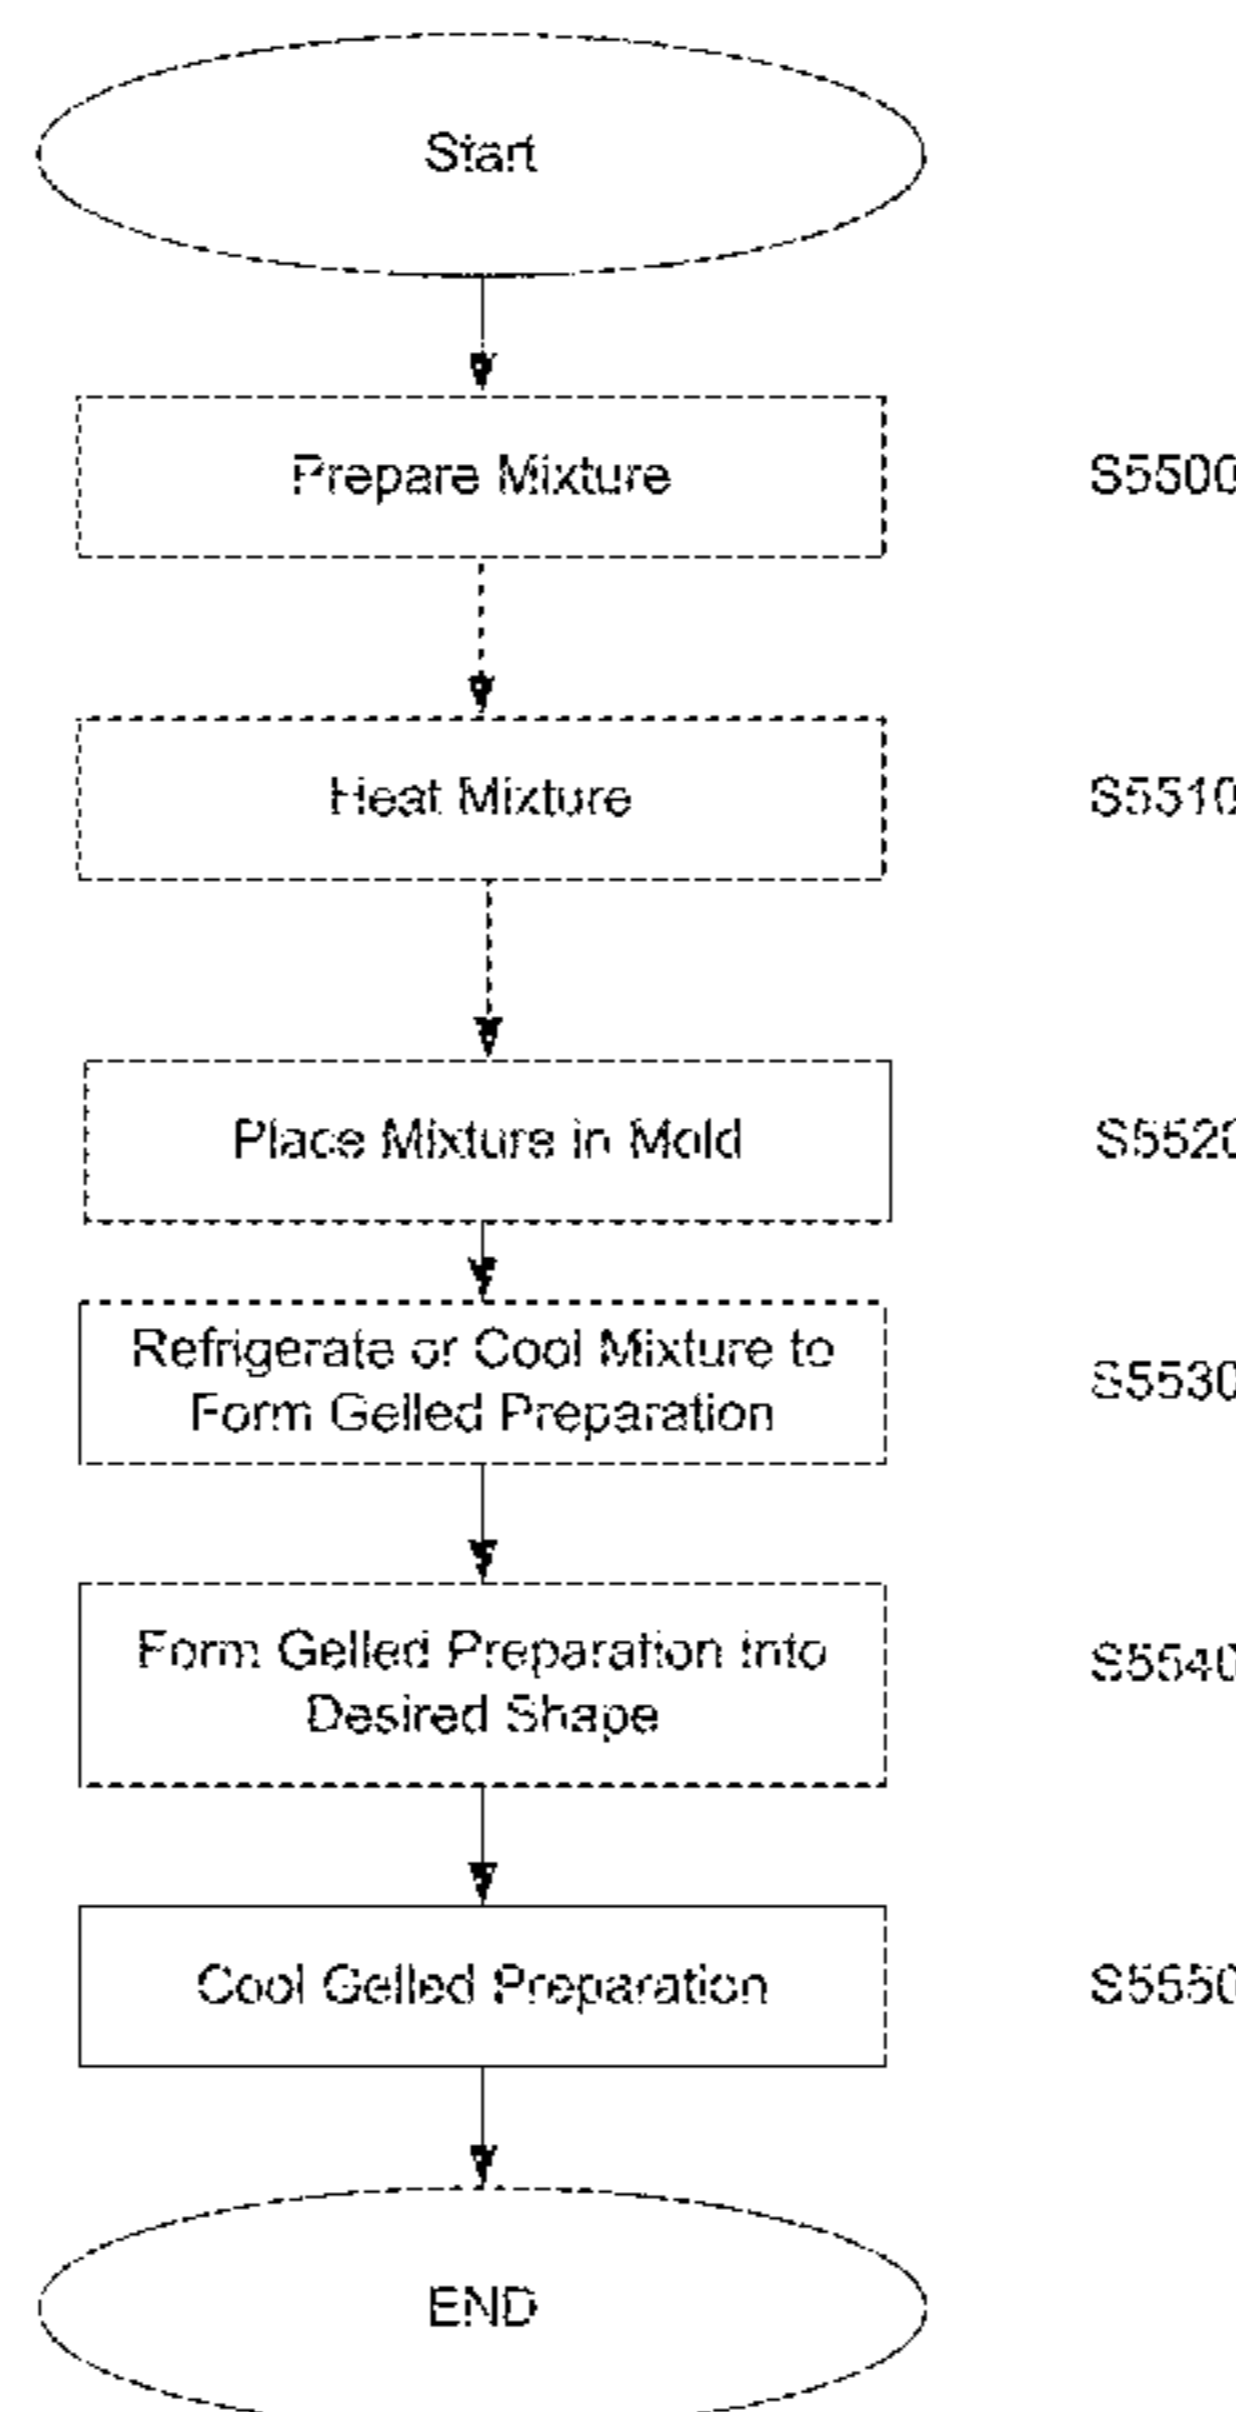 Start
Prepare Mixture
S5500
Heat Mixture
S5510
Place Mixture in Mold
S5520
Refrigerate or Cool Mixture to
Form Gelled Preparation
S5530
Form Gelled Preparation into
Desired Shape
S5540
Cool Gelled Preparation
S5550
END